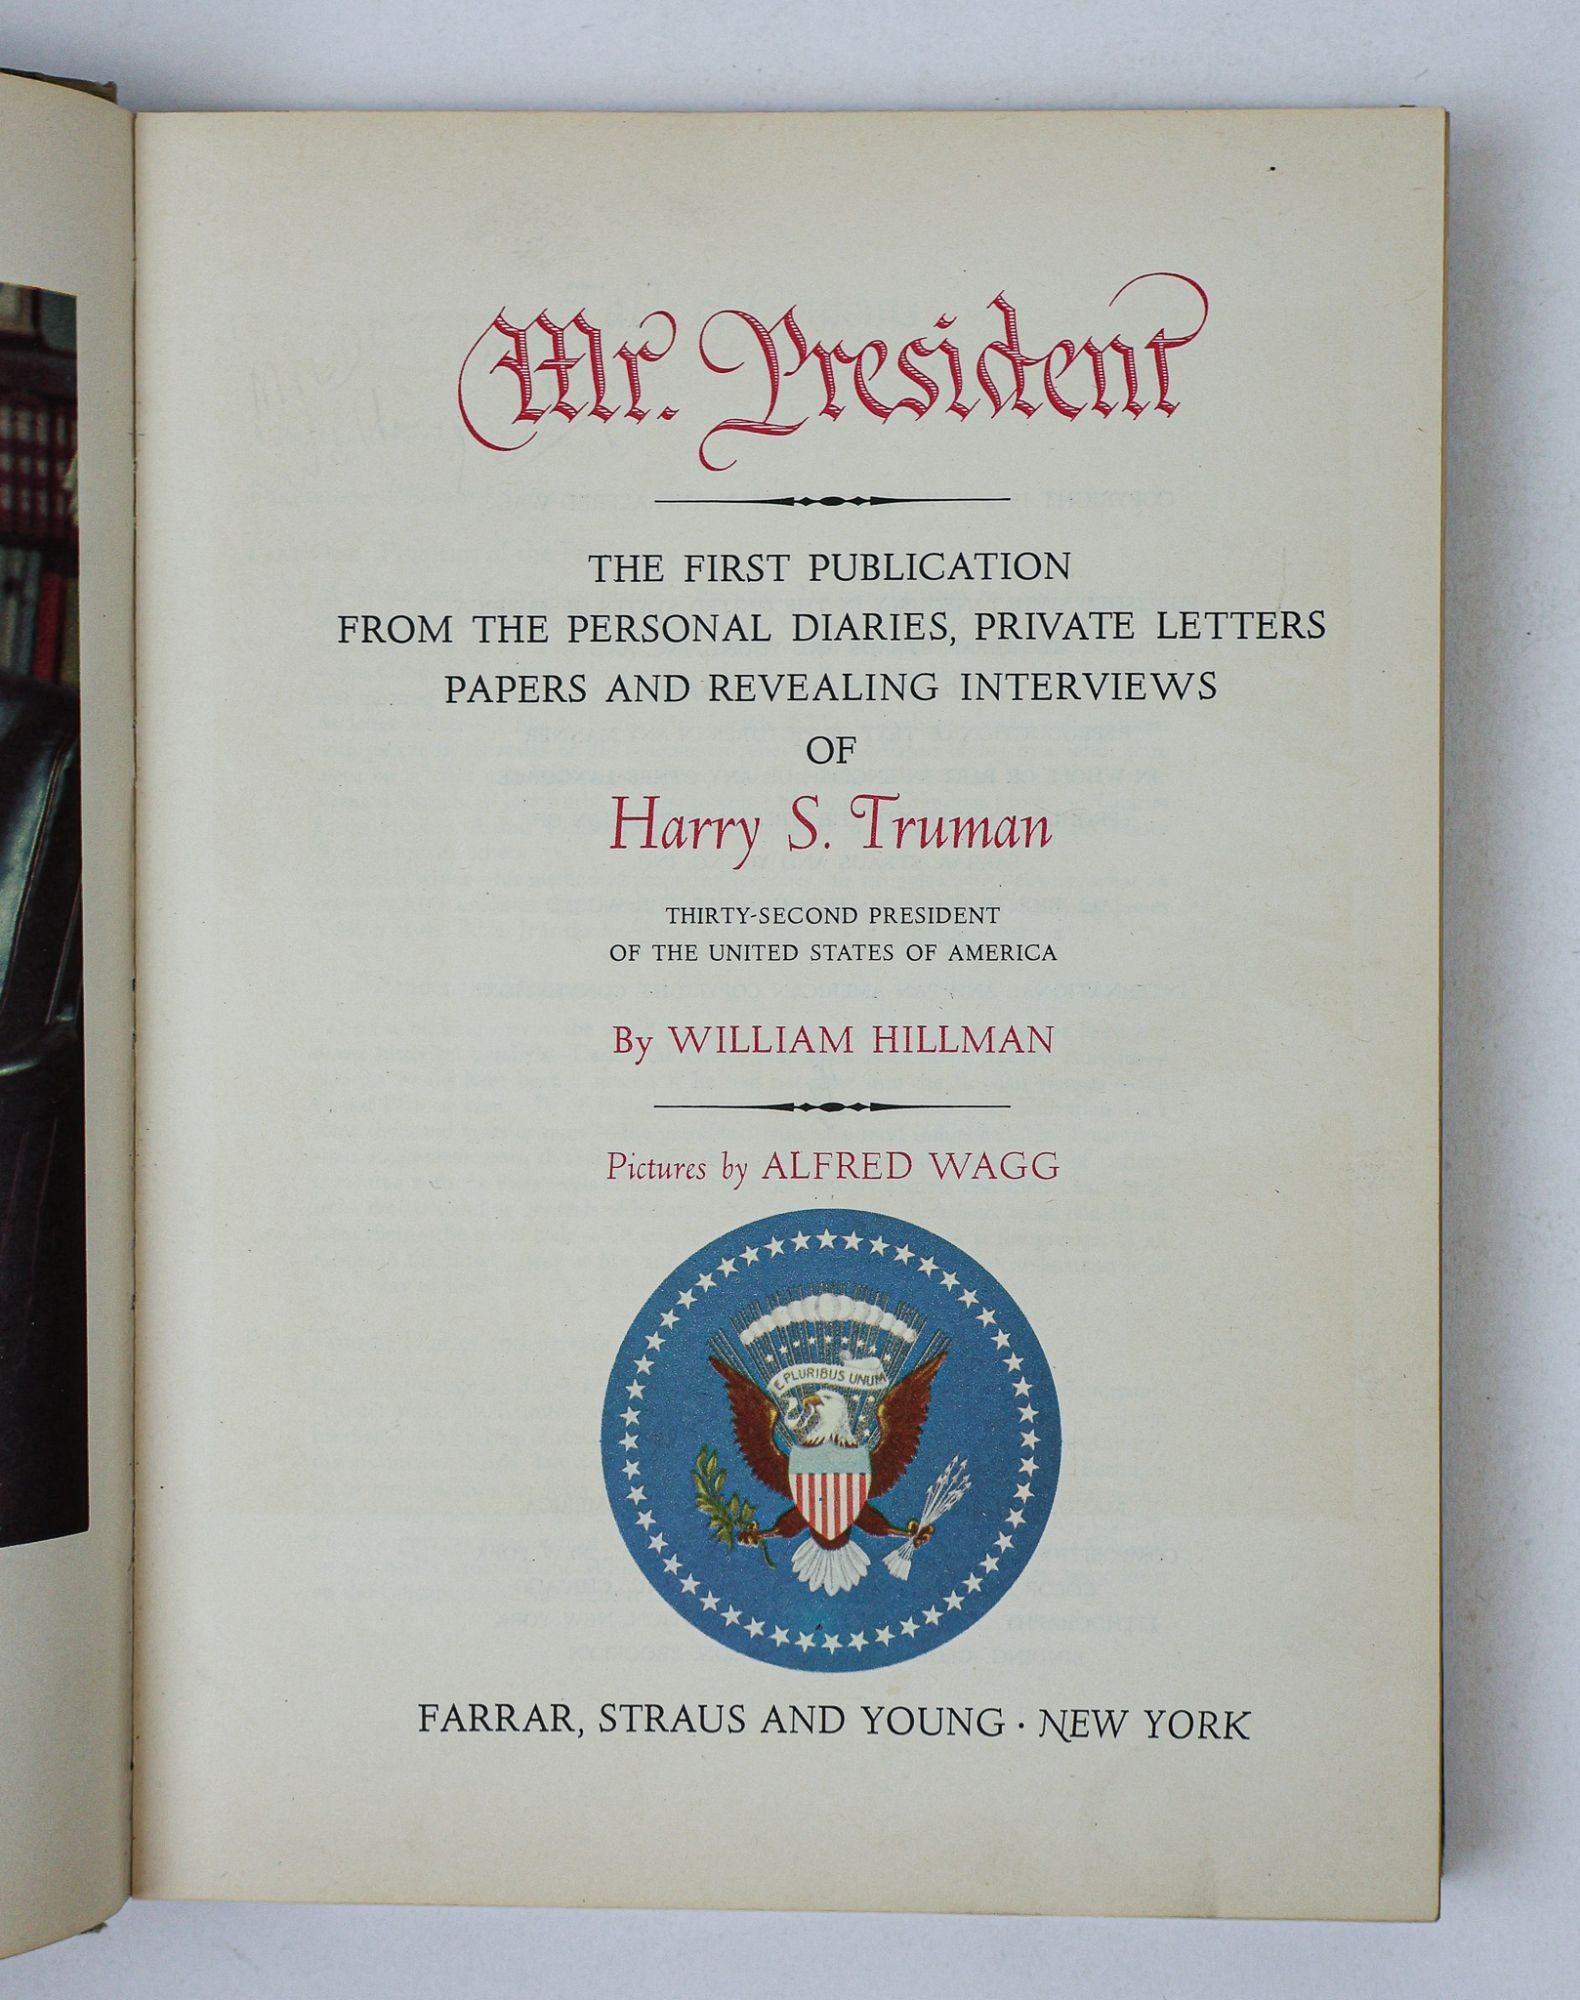 Mr. President
THE FIRST PUBLICATION
FROM THE PERSONAL DIARIES, PRIVATE LETTERS
PAPERS AND REVEALING INTERVIEWS
OF
Harry S. Truman
THIRTY-SECOND PRESIDENT
OF THE UNITED STATES OF AMERICA
By WILLIAM HILLMAN
Pictures by ALFRED WAGG
E PLURIBUS UNUM
FARRAR, STRAUS AND YOUNG · NEW YORK